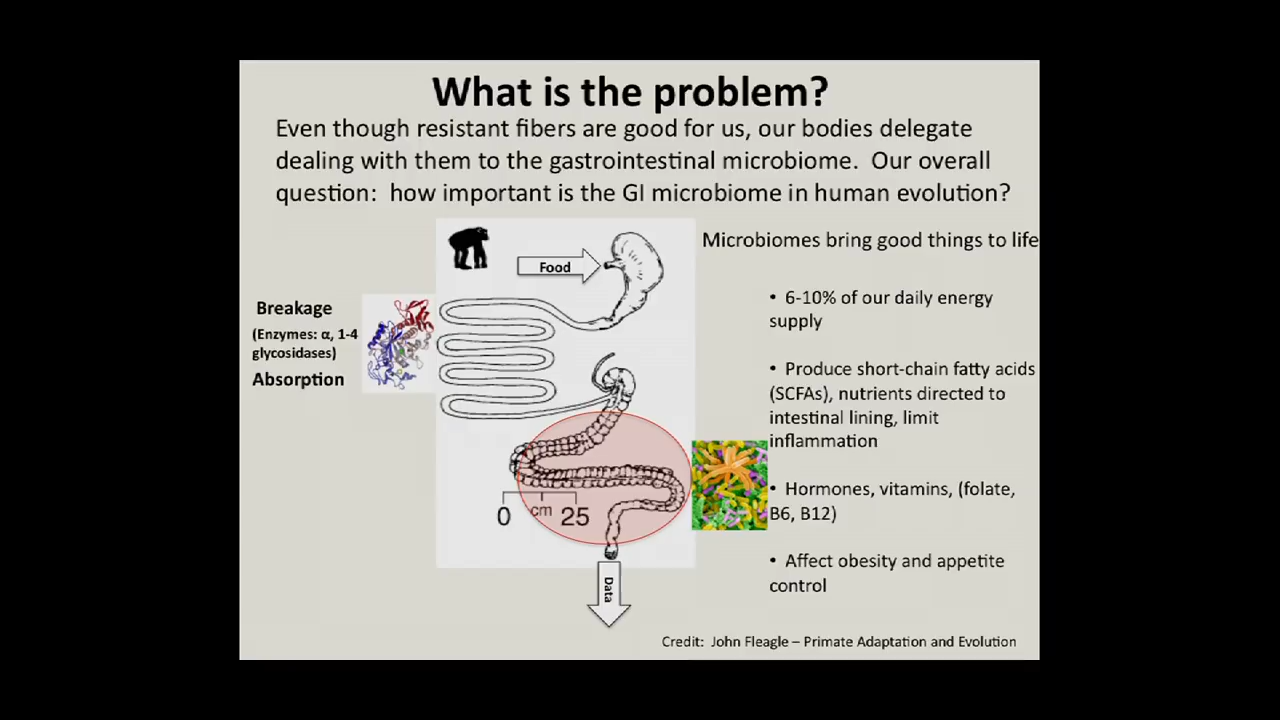 What is the problem?
Even though resistant fibers are good for us, our bodies delegate
dealing with them to the gastrointestinal microbiome.  Our overall
question:  how important is the GI microbiome in human evolution?
Microbiomes bring good things to life
Food
Breakage
(Enzymes: α, 1-4
glycosidases)
Absorption
• 6-10% of our daily energy
supply
• Produce short-chain fatty acids
(SCFAs), nutrients directed to
intestinal lining, limit
inflammation
• Hormones, vitamins, (folate,
B6, B12)
• Affect obesity and appetite
control
0 cm 25
Data
Credit:  John Fleagle – Primate Adaptation and Evolution